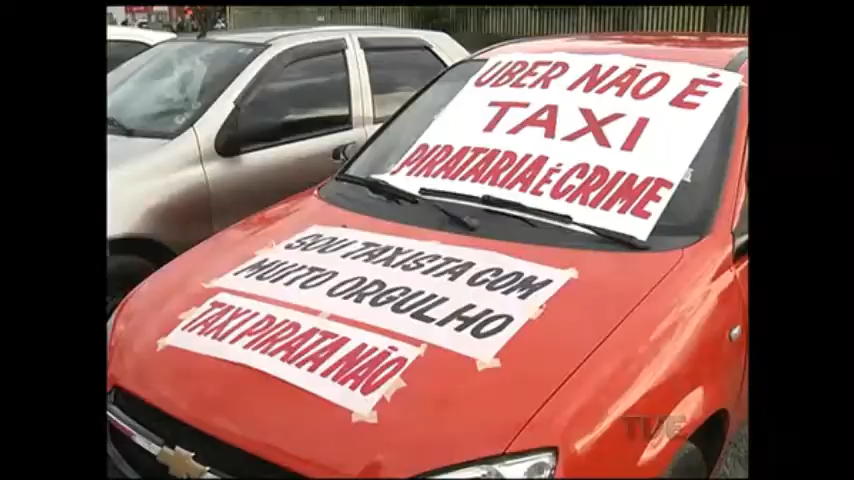 UBER NÃO É
TAXI
PIRATARIA É CRIME
SOU TAXISTA COM
MUITO ORGULHO
TAXI PIRATA NÃO
TVE